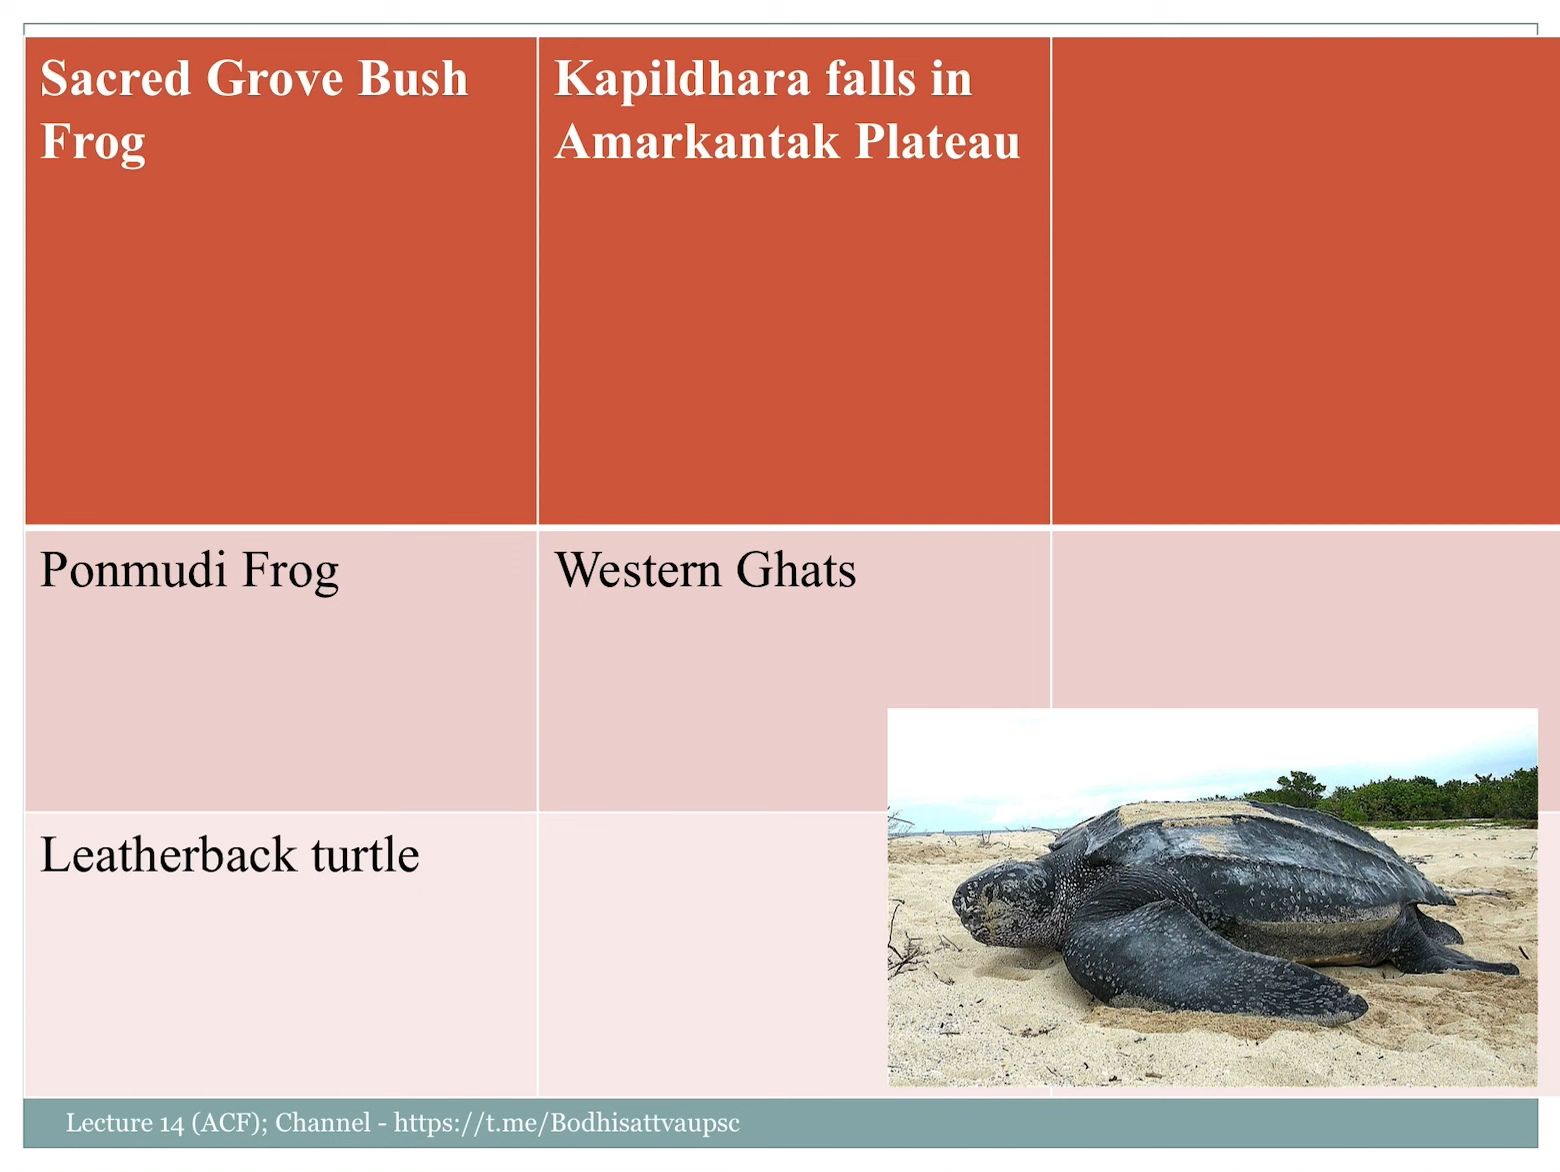 Sacred Grove Bush
Frog
Kapildhara falls in
Amarkantak Plateau
Ponmudi Frog
Western Ghats
Leatherback turtle
Lecture 14 (ACF); Channel - https://t.me/Bodhisattvaupsc